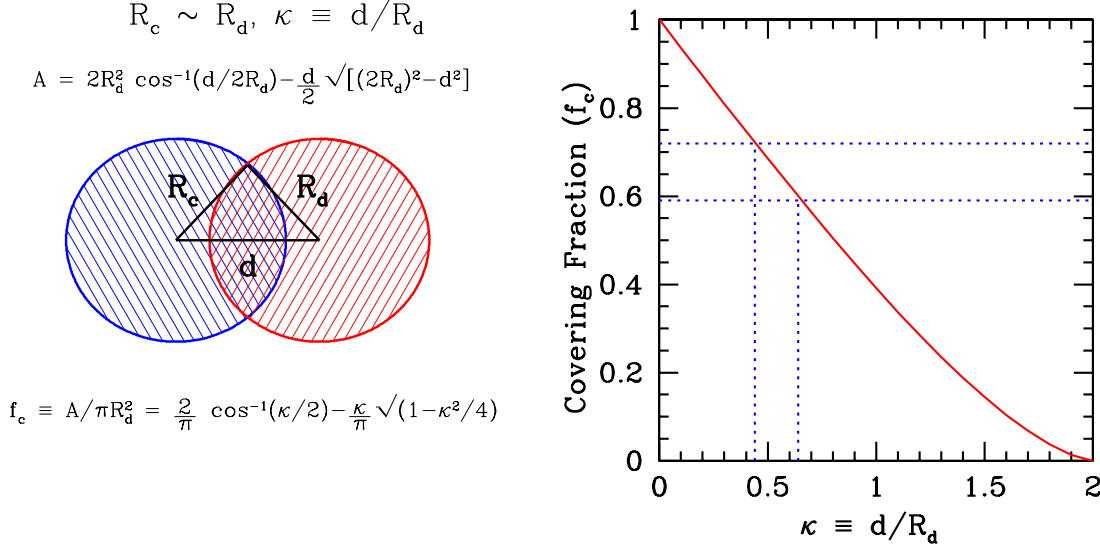 R_c ∼ R_d, κ ≡ d/R_d
A = 2R_d² cos⁻¹(d/2R_d)−d/2 √[(2R_d)²−d²]
R_c
R_d
d
f_c ≡ A/πR_d² = 2/π cos⁻¹(κ/2)−κ/π √(1−κ²/4)
Covering Fraction (f_c)
1
0.8
0.6
0.4
0.2
0
0 0.5 1 1.5 2
κ ≡ d/R_d